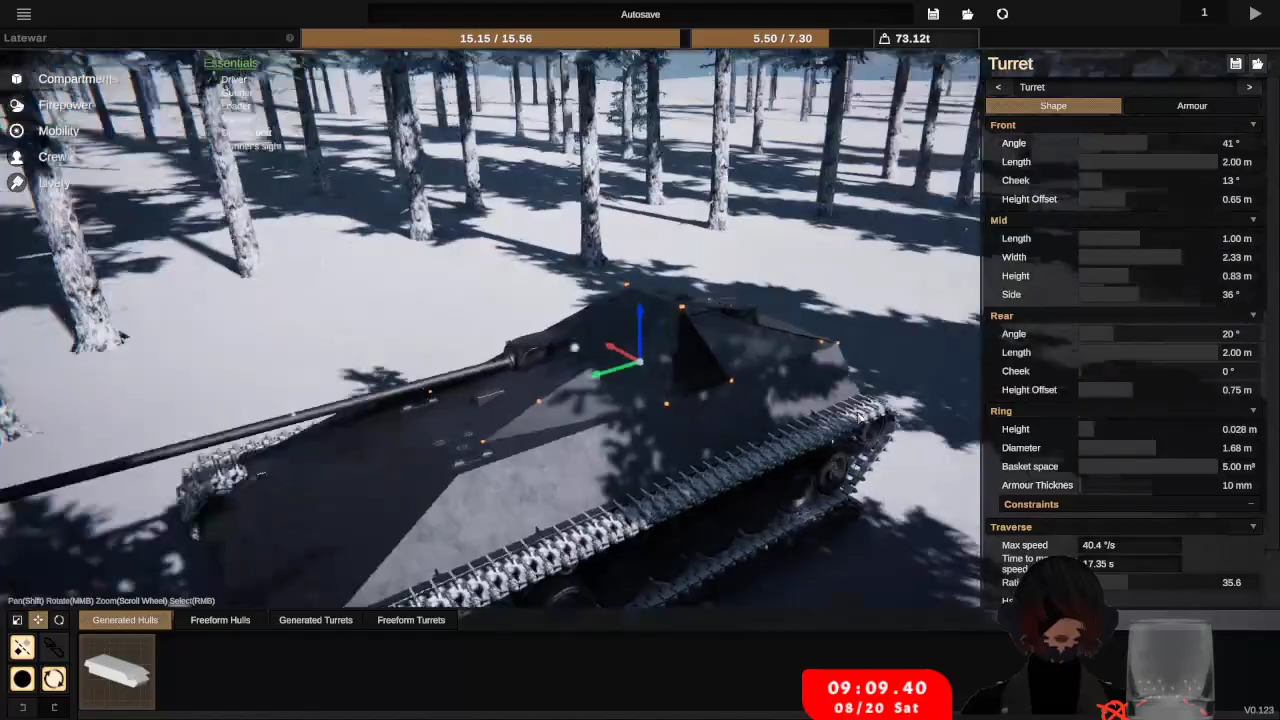 Autosave
1
Latewar
15.15 / 15.56
5.50 / 7.30
73.12t
Compartments
Firepower
Mobility
Crew
Essentials
Driver
Gunner
Loader
Turret
Shape
Armour
Turret
Front
Angle 41 °
Length 2.00 m
Cheek 13 °
Height Offset 0.65 m
Mid
Length 1.00 m
Width 2.33 m
Height 0.83 m
Side 36 °
Rear
Angle 20 °
Length 2.00 m
Cheek 0 °
Height Offset 0.75 m
Ring
Height 0.028 m
Diameter 1.68 m
Basket space 5.00 m³
Armour Thicknes 10 mm
Constraints
Traverse
Max speed 40.4 °/s
Time to
speed 17.35 s
35.6
Pan(Shift) Rotate(MMB) Zoom(Scroll Wheel) Select(RMB)
Generated Hulls
Freeform Hulls
Generated Turrets
Freeform Turrets
09:09.40
08/20 Sat
V0.123